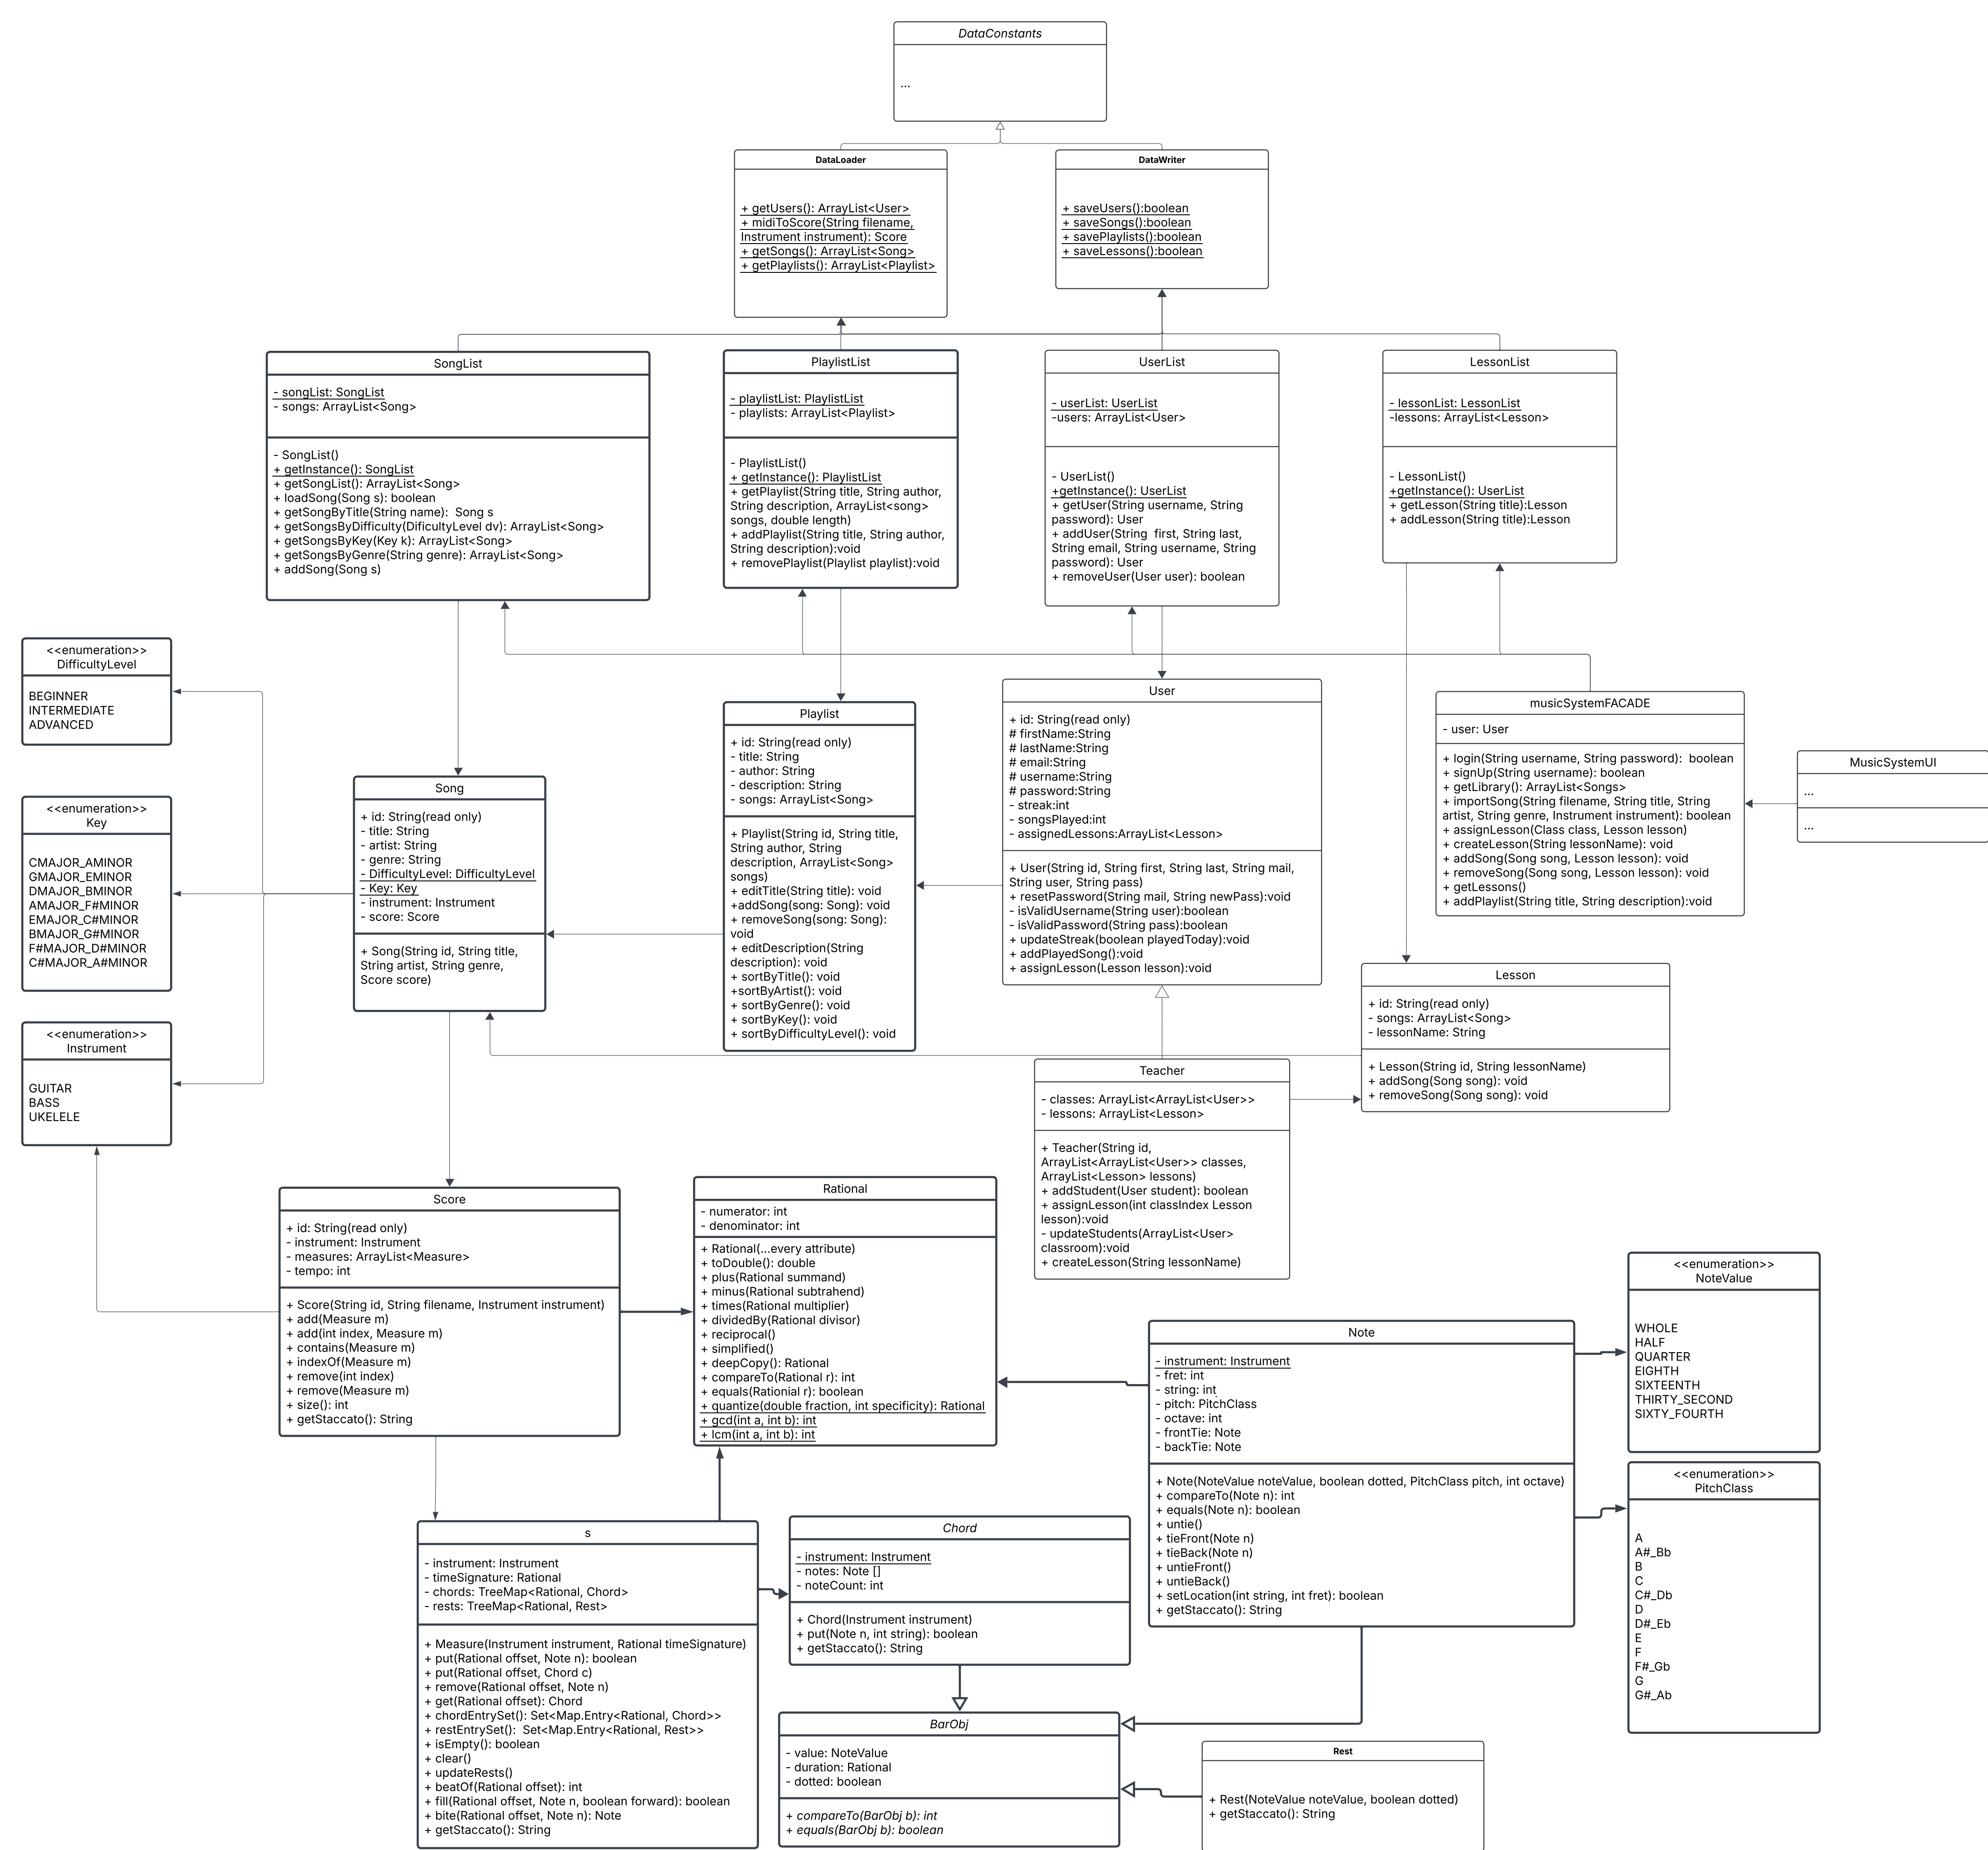 DataConstants
...
DataLoader
+ getUsers(): ArrayList<User>
+ midiToScore(String filename,
Instrument instrument): Score
+ getSongs(): ArrayList<Song>
+ getPlaylists(): ArrayList<Playlist>
DataWriter
+ saveUsers():boolean
+ saveSongs():boolean
+ savePlaylists():boolean
+ saveLessons():boolean
SongList
- songList: SongList
- songs: ArrayList<Song>
- SongList()
+ getInstance(): SongList
+ getSongList(): ArrayList<Song>
+ loadSong(Song s): boolean
+ getSongByTitle(String name):  Song s
+ getSongsByDifficulty(DificultyLevel dv): ArrayList<Song>
+ getSongsByKey(Key k): ArrayList<Song>
+ getSongsByGenre(String genre): ArrayList<Song>
+ addSong(Song s)
PlaylistList
- playlistList: PlaylistList
- playlists: ArrayList<Playlist>
- PlaylistList()
+ getInstance(): PlaylistList
+ getPlaylist(String title, String author,
String description, ArrayList<song>
songs, double length)
+ addPlaylist(String title, String author,
String description):void
+ removePlaylist(Playlist playlist):void
UserList
- userList: UserList
-users: ArrayList<User>
- UserList()
+getInstance(): UserList
+ getUser(String username, String
password): User
+ addUser(String  first, String last,
String email, String username, String
password): User
+ removeUser(User user): boolean
LessonList
- lessonList: LessonList
-lessons: ArrayList<Lesson>
- LessonList()
+getInstance(): UserList
+ getLesson(String title):Lesson
+ addLesson(String title):Lesson
<<enumeration>>
DifficultyLevel
BEGINNER
INTERMEDIATE
ADVANCED
<<enumeration>>
Key
CMAJOR_AMINOR
GMAJOR_EMINOR
DMAJOR_BMINOR
AMAJOR_F#MINOR
EMAJOR_C#MINOR
BMAJOR_G#MINOR
F#MAJOR_D#MINOR
C#MAJOR_A#MINOR
<<enumeration>>
Instrument
GUITAR
BASS
UKELELE
Song
+ id: String(read only)
- title: String
- artist: String
- genre: String
- DifficultyLevel: DifficultyLevel
- Key: Key
- instrument: Instrument
- score: Score
+ Song(String id, String title,
String artist, String genre,
Score score)
Playlist
+ id: String(read only)
- title: String
- author: String
- description: String
- songs: ArrayList<Song>
+ Playlist(String id, String title,
String author, String
description, ArrayList<Song>
songs)
+ editTitle(String title): void
+addSong(song: Song): void
+ removeSong(song: Song):
void
+ editDescription(String
description): void
+ sortByTitle(): void
+sortByArtist(): void
+ sortByGenre(): void
+ sortByKey(): void
+ sortByDifficultyLevel(): void
User
+ id: String(read only)
# firstName:String
# lastName:String
# email:String
# username:String
# password:String
- streak:int
- songsPlayed:int
- assignedLessons:ArrayList<Lesson>
+ User(String id, String first, String last, String mail,
String user, String pass)
+ resetPassword(String mail, String newPass):void
- isValidUsername(String user):boolean
- isValidPassword(String pass):boolean
+ updateStreak(boolean playedToday):void
+ addPlayedSong():void
+ assignLesson(Lesson lesson):void
musicSystemFACADE
- user: User
+ login(String username, String password):  boolean
+ signUp(String username): boolean
+ getLibrary(): ArrayList<Songs>
+ importSong(String filename, String title, String
artist, String genre, Instrument instrument): boolean
+ assignLesson(Class class, Lesson lesson)
+ createLesson(String lessonName): void
+ addSong(Song song, Lesson lesson): void
+ removeSong(Song song, Lesson lesson): void
+ getLessons()
+ addPlaylist(String title, String description):void
MusicSystemUI
...
...
Lesson
+ id: String(read only)
- songs: ArrayList<Song>
- lessonName: String
+ Lesson(String id, String lessonName)
+ addSong(Song song): void
+ removeSong(Song song): void
Teacher
- classes: ArrayList<ArrayList<User>>
- lessons: ArrayList<Lesson>
+ Teacher(String id,
ArrayList<ArrayList<User>> classes,
ArrayList<Lesson> lessons)
+ addStudent(User student): boolean
+ assignLesson(int classIndex Lesson
lesson):void
- updateStudents(ArrayList<User>
classroom):void
+ createLesson(String lessonName)
Score
+ id: String(read only)
- instrument: Instrument
- measures: ArrayList<Measure>
- tempo: int
+ Score(String id, String filename, Instrument instrument)
+ add(Measure m)
+ add(int index, Measure m)
+ contains(Measure m)
+ indexOf(Measure m)
+ remove(int index)
+ remove(Measure m)
+ size(): int
+ getStaccato(): String
Rational
- numerator: int
- denominator: int
+ Rational(...every attribute)
+ toDouble(): double
+ plus(Rational summand)
+ minus(Rational subtrahend)
+ times(Rational multiplier)
+ dividedBy(Rational divisor)
+ reciprocal()
+ simplified()
+ deepCopy(): Rational
+ compareTo(Rational r): int
+ equals(Rationial r): boolean
+ quantize(double fraction, int specificity): Rational
+ gcd(int a, int b): int
+ lcm(int a, int b): int
Note
- instrument: Instrument
- fret: int
- string: int
- pitch: PitchClass
- octave: int
- frontTie: Note
- backTie: Note
+ Note(NoteValue noteValue, boolean dotted, PitchClass pitch, int octave)
+ compareTo(Note n): int
+ equals(Note n): boolean
+ untie()
+ tieFront(Note n)
+ tieBack(Note n)
+ untieFront()
+ untieBack()
+ setLocation(int string, int fret): boolean
+ getStaccato(): String
<<enumeration>>
NoteValue
WHOLE
HALF
QUARTER
EIGHTH
SIXTEENTH
THIRTY_SECOND
SIXTY_FOURTH
<<enumeration>>
PitchClass
A
A#_Bb
B
C
C#_Db
D
D#_Eb
E
F
F#_Gb
G
G#_Ab
s
- instrument: Instrument
- timeSignature: Rational
- chords: TreeMap<Rational, Chord>
- rests: TreeMap<Rational, Rest>
+ Measure(Instrument instrument, Rational timeSignature)
+ put(Rational offset, Note n): boolean
+ put(Rational offset, Chord c)
+ remove(Rational offset, Note n)
+ get(Rational offset): Chord
+ chordEntrySet(): Set<Map.Entry<Rational, Chord>>
+ restEntrySet():  Set<Map.Entry<Rational, Rest>>
+ isEmpty(): boolean
+ clear()
+ updateRests()
+ beatOf(Rational offset): int
+ fill(Rational offset, Note n, boolean forward): boolean
+ bite(Rational offset, Note n): Note
+ getStaccato(): String
Chord
- instrument: Instrument
- notes: Note []
- noteCount: int
+ Chord(Instrument instrument)
+ put(Note n, int string): boolean
+ getStaccato(): String
BarObj
- value: NoteValue
- duration: Rational
- dotted: boolean
+ compareTo(BarObj b): int
+ equals(BarObj b): boolean
Rest
+ Rest(NoteValue noteValue, boolean dotted)
+ getStaccato(): String